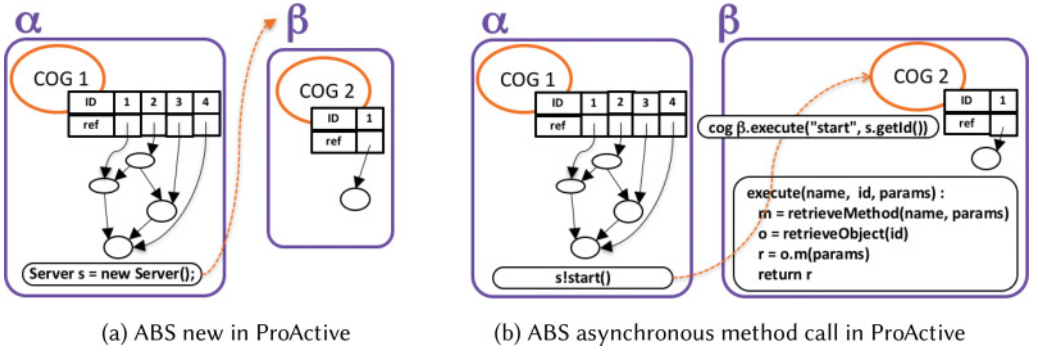 α
β
COG 1
ID 1 2 3 4
ref
COG 2
ID 1
ref
Server s = new Server();
(a) ABS new in ProActive
α
β
COG 1
ID 1 2 3 4
ref
COG 2
ID 1
ref
cog β.execute("start", s.getId())
execute(name, id, params) :
m = retrieveMethod(name, params)
o = retrieveObject(id)
r = o.m(params)
return r
s!start()
(b) ABS asynchronous method call in ProActive